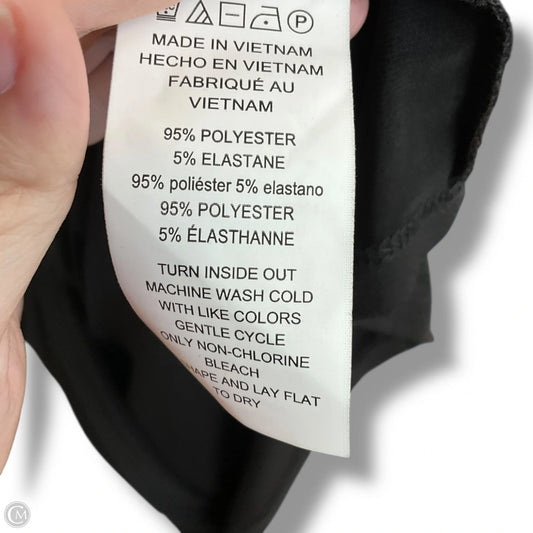 P
MADE IN VIETNAM
HECHO EN VIETNAM
FABRIQUÉ AU
VIETNAM
95% POLYESTER
5% ELASTANE
95% poliéster 5% elastano
95% POLYESTER
5% ÉLASTHANNE
TURN INSIDE OUT
MACHINE WASH COLD
WITH LIKE COLORS
GENTLE CYCLE
ONLY NON-CHLORINE
BLEACH
HAPE AND LAY FLAT
TO DRY
CM